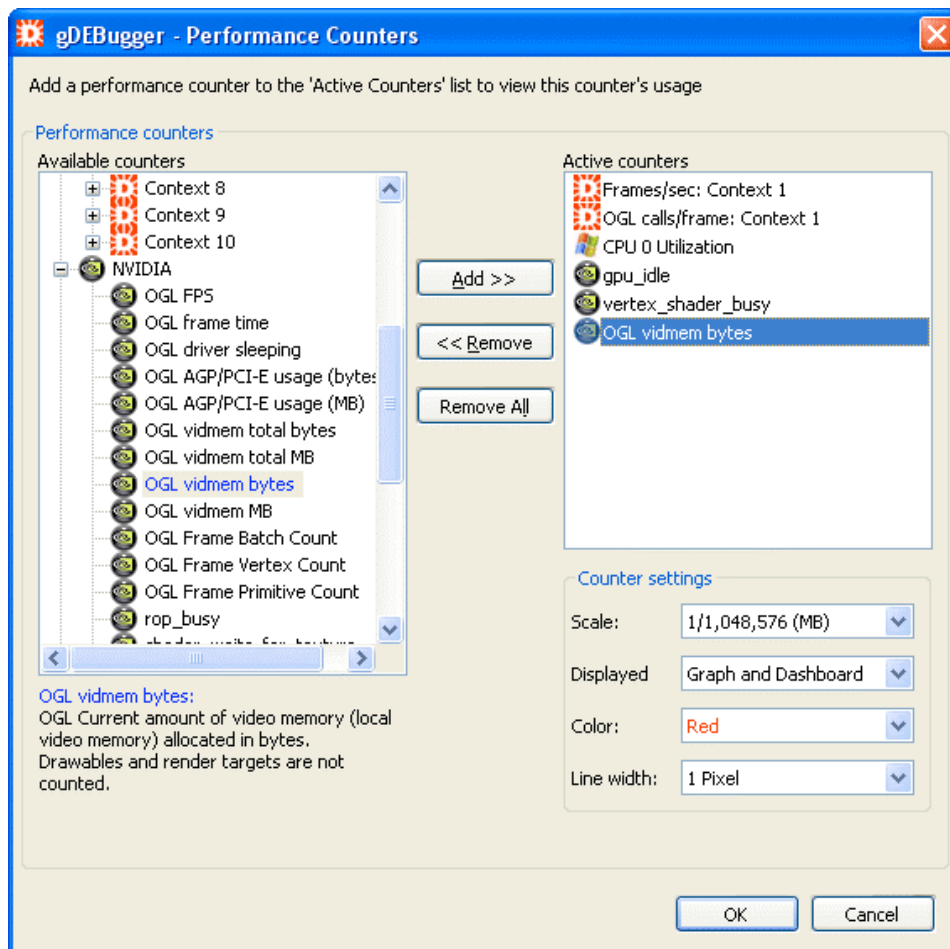 gDEBugger - Performance Counters
Add a performance counter to the 'Active Counters' list to view this counter's usage
Performance counters
Available counters
Context 8
Context 9
Context 10
NVIDIA
OGL FPS
OGL frame time
OGL driver sleeping
OGL AGP/PCI-E usage (bytes
OGL AGP/PCI-E usage (MB)
OGL vidmem total bytes
OGL vidmem total MB
OGL vidmem bytes
OGL vidmem MB
OGL Frame Batch Count
OGL Frame Vertex Count
OGL Frame Primitive Count
rop_busy
OGL vidmem bytes:
OGL Current amount of video memory (local
video memory) allocated in bytes.
Drawables and render targets are not
counted.
Add >>
<< Remove
Remove All
Active counters
Frames/sec: Context 1
OGL calls/frame: Context 1
CPU 0 Utilization
gpu_idle
vertex_shader_busy
OGL vidmem bytes
Counter settings
Scale: 1/1,048,576 (MB)
Displayed Graph and Dashboard
Color: Red
Line width: 1 Pixel
OK
Cancel